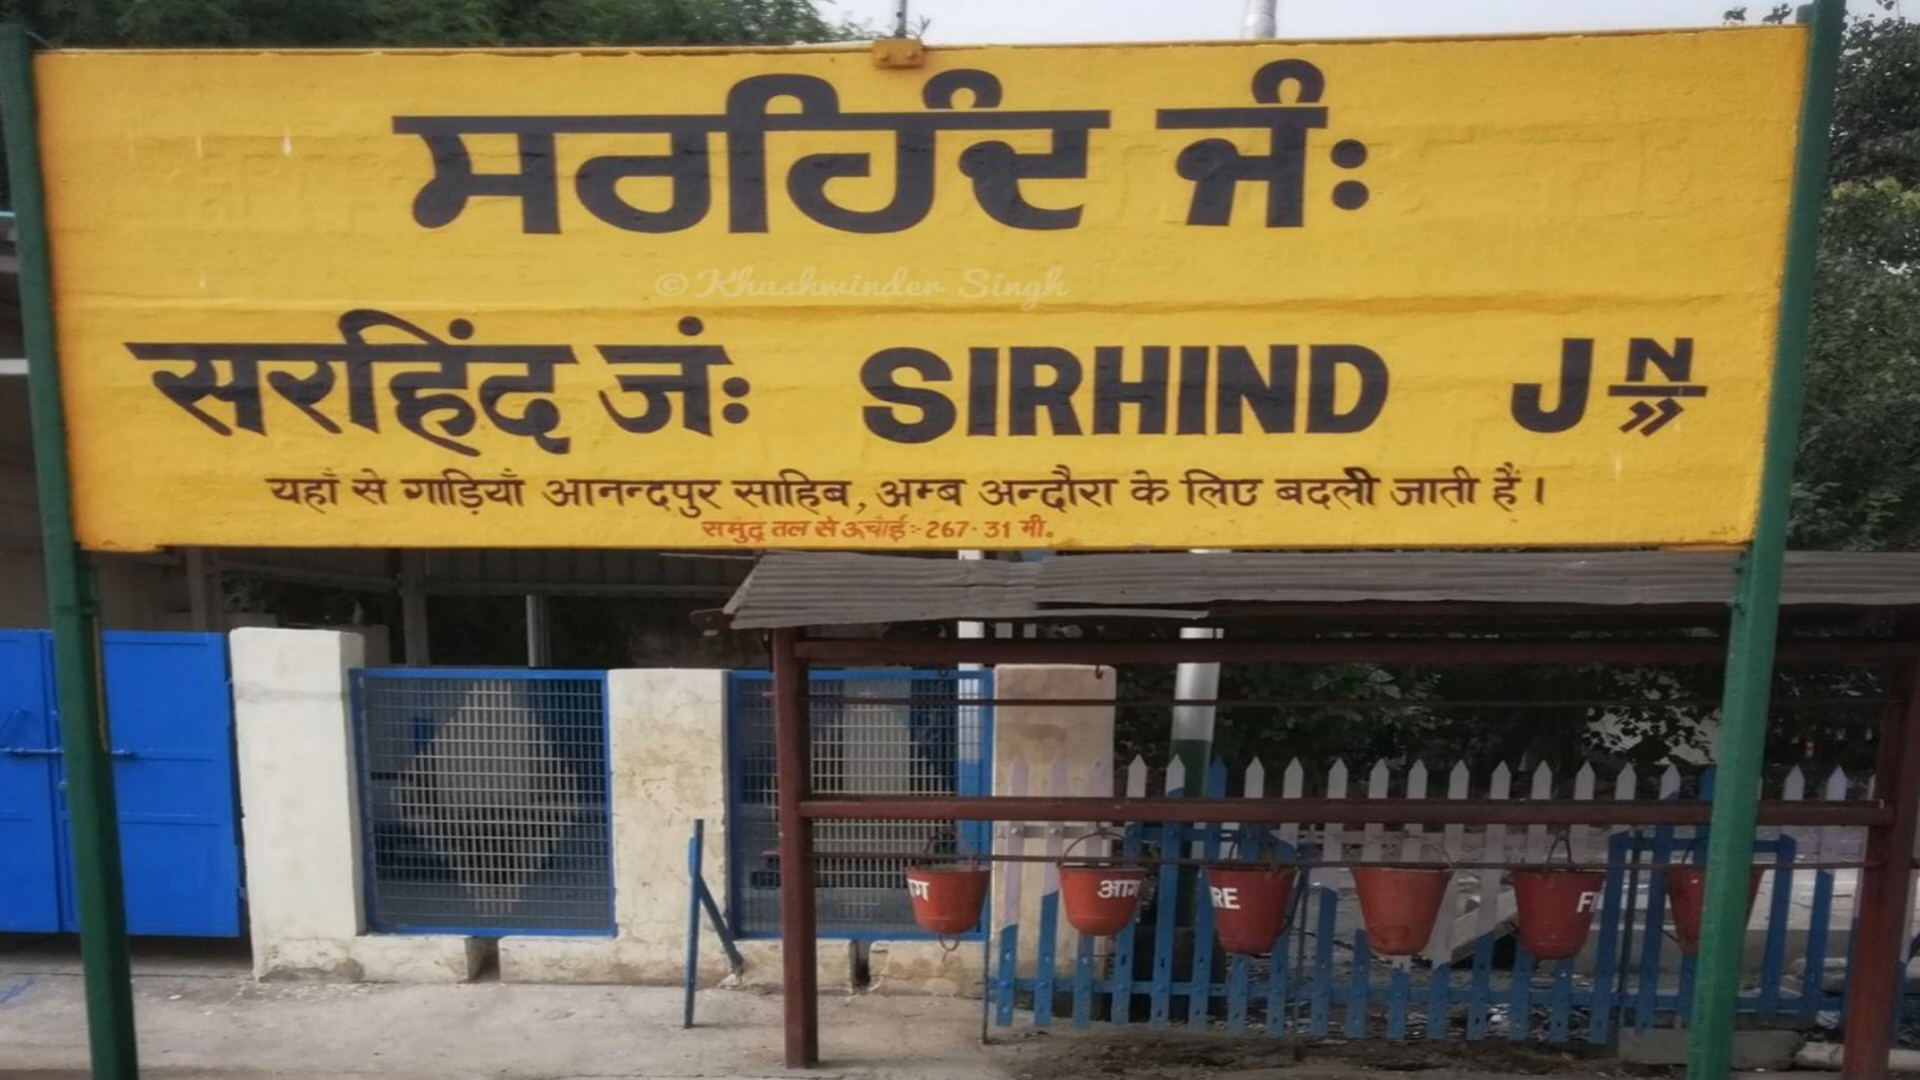 ਸਰਹਿੰਦ ਜੰ:
© Khushwinder Singh
सरहिंद जं: SIRHIND JN
यहाँ से गाड़ियाँ आनन्दपुर साहिब, अम्ब अन्दौरा के लिए बदली जाती हैं।
समुद्र तल से ऊचाई:-267.31 मी.
ग आग RE FI